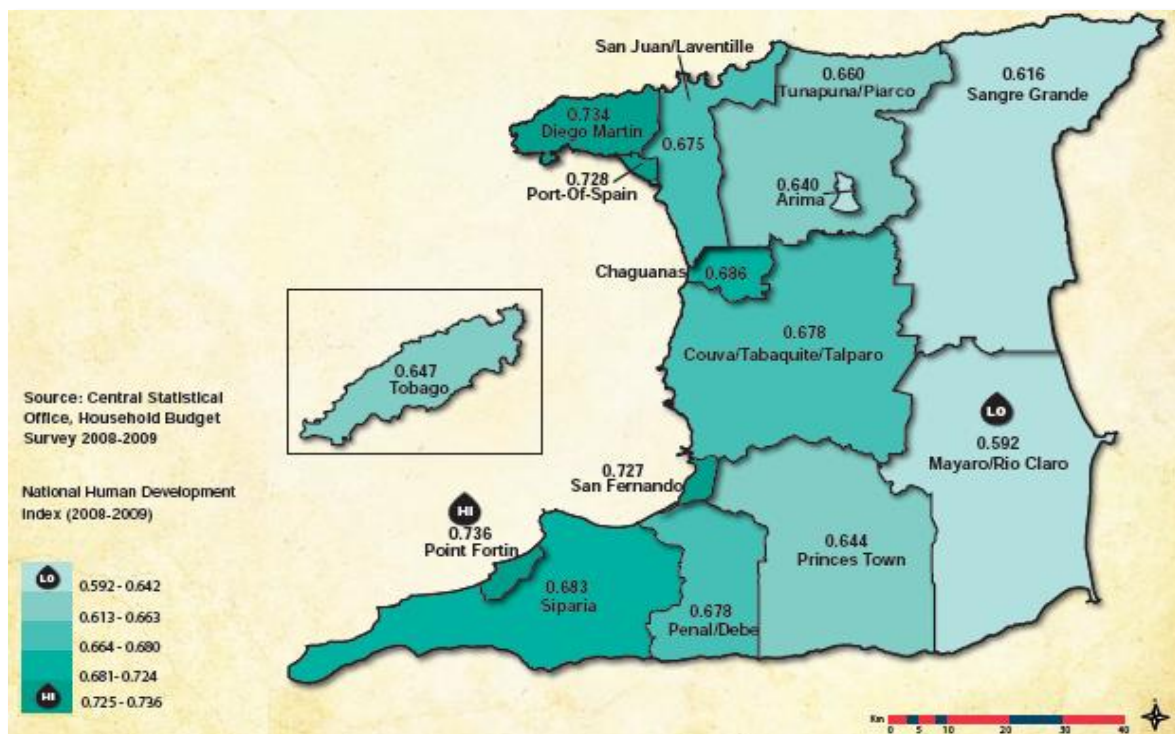 San Juan/Laventille
0.660
Tunapuna/Piarco
0.616
Sangre Grande
0.734
Diego Martin
0.675
0.728
Port-Of-Spain
0.640
Arima
Chaguanas
0.686
0.678
Couva/Tabaquite/Talparo
0.647
Tobago
Source: Central Statistical
Office, Household Budget
Survey 2008-2009
LO
0.592
Mayaro/Rio Claro
0.727
San Fernando
National Human Development
Index (2008-2009)
HI
0.736
Point Fortin
0.644
Princes Town
0.683
Siparia
0.678
Penal/Debe
LO
0.592 - 0.642
0.613 - 0.663
0.664 - 0.680
0.681 - 0.724
HI
0.725 - 0.736
Km
0 5 10 20 30 40